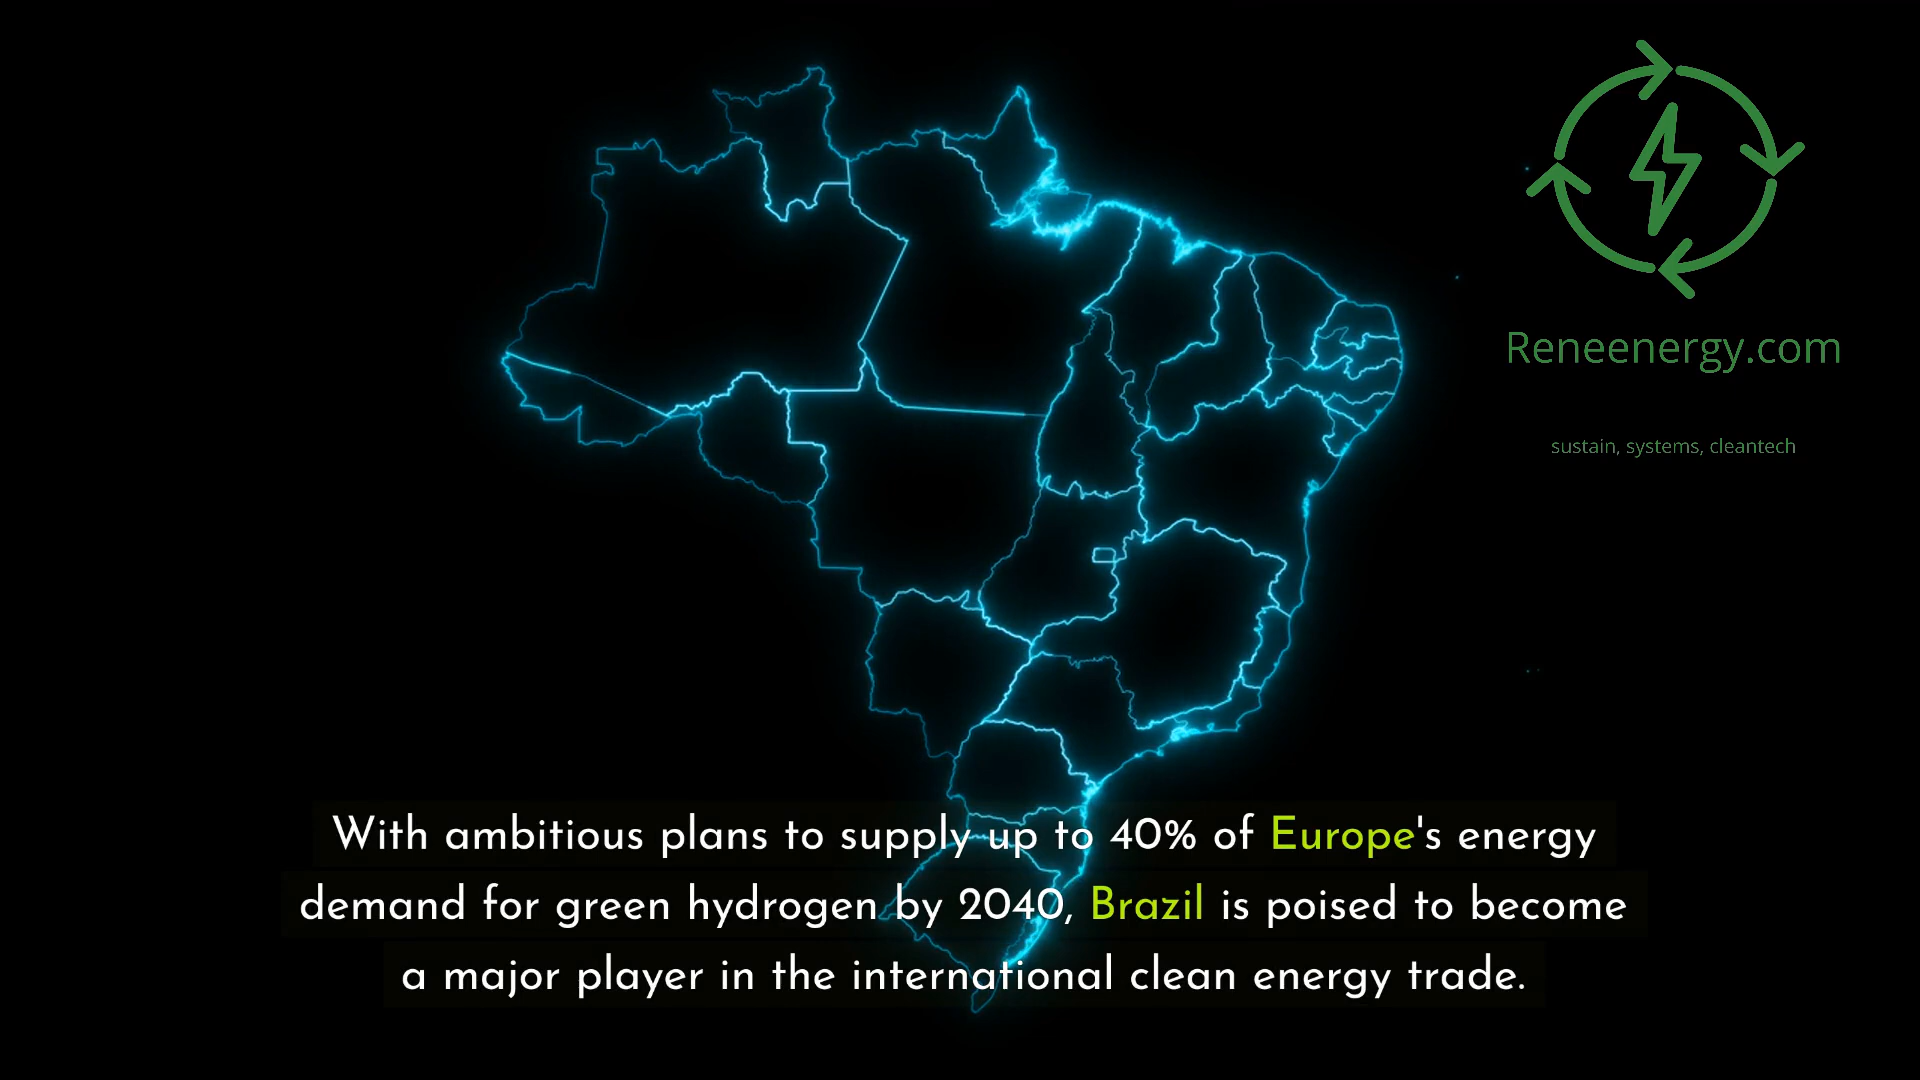 Reneenergy.com
sustain, systems, cleantech
With ambitious plans to supply up to 40% of Europe's energy
demand for green hydrogen by 2040, Brazil is poised to become
a major player in the international clean energy trade.